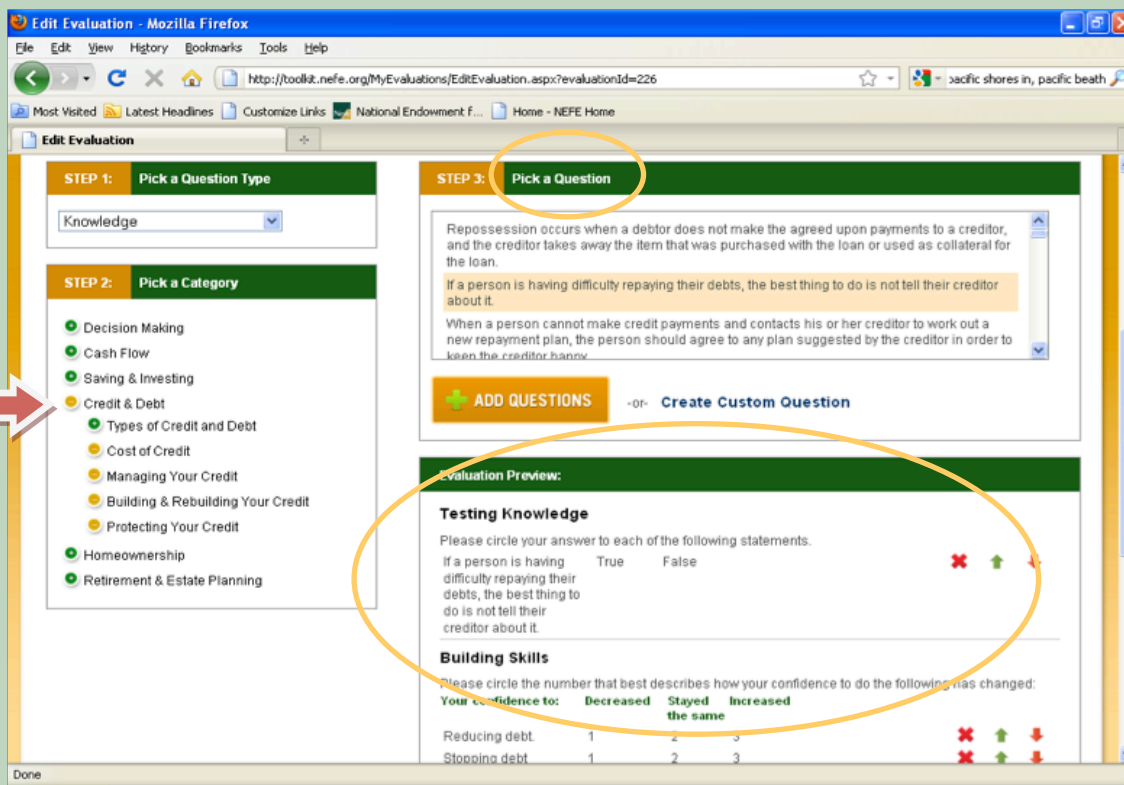 Edit Evaluation - Mozilla Firefox
File Edit View History Bookmarks Tools Help
http://toolkit.nefe.org/MyEvaluations/EditEvaluation.aspx?evaluationId=226
pacific shores in, pacific beath
Most Visited Latest Headlines Customize Links National Endowment f... Home - NEFE Home
Edit Evaluation
STEP 1: Pick a Question Type
Knowledge
STEP 2: Pick a Category
Decision Making
Cash Flow
Saving & Investing
Credit & Debt
Types of Credit and Debt
Cost of Credit
Managing Your Credit
Building & Rebuilding Your Credit
Protecting Your Credit
Homeownership
Retirement & Estate Planning
STEP 3: Pick a Question
Repossession occurs when a debtor does not make the agreed upon payments to a creditor,
and the creditor takes away the item that was purchased with the loan or used as collateral for
the loan.
If a person is having difficulty repaying their debts, the best thing to do is not tell their creditor
about it.
When a person cannot make credit payments and contacts his or her creditor to work out a
new repayment plan, the person should agree to any plan suggested by the creditor in order to
keep the creditor happy
ADD QUESTIONS -or- Create Custom Question
Evaluation Preview:
Testing Knowledge
Please circle your answer to each of the following statements.
If a person is having True False
difficulty repaying their
debts, the best thing to
do is not tell their
creditor about it.
Building Skills
Please circle the number that best describes how your confidence to do the following has changed:
Your confidence to: Decreased Stayed Increased
the same
Reducing debt. 1 2 3
Stopping debt 1 2 3
Done